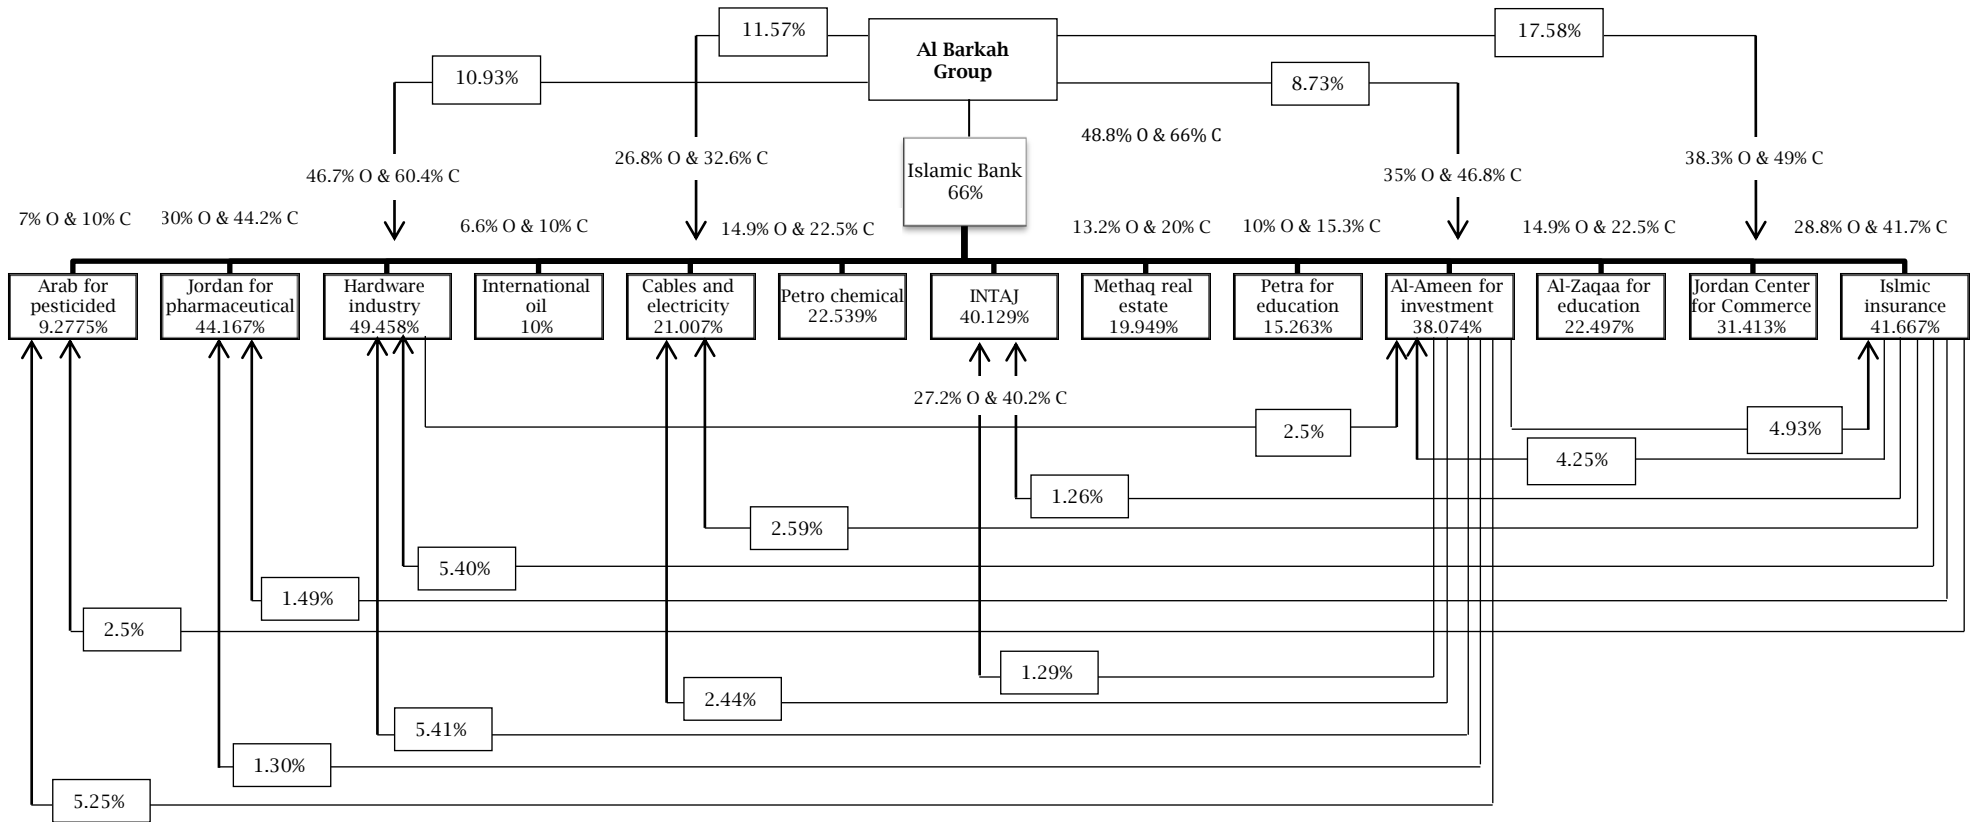 11.57%
Al Barkah
Group
17.58%
10.93%
8.73%
48.8% O & 66% C
26.8% O & 32.6% C
38.3% O & 49% C
46.7% O & 60.4% C
Islamic Bank
66%
35% O & 46.8% C
7% O & 10% C
30% O & 44.2% C
6.6% O & 10% C
14.9% O & 22.5% C
13.2% O & 20% C
10% O & 15.3% C
14.9% O & 22.5% C
28.8% O & 41.7% C
Arab for
pesticided
9.2775%
Jordan for
pharmaceutical
44.167%
Hardware
industry
49.458%
International
oil
10%
Cables and
electricity
21.007%
Petro chemical
22.539%
INTAJ
40.129%
Methaq real
estate
19.949%
Petra for
education
15.263%
Al-Ameen for
investment
38.074%
Al-Zaqaa for
education
22.497%
Jordan Center
for Commerce
31.413%
Islmic
insurance
41.667%
27.2% O & 40.2% C
2.5%
4.93%
4.25%
1.26%
2.59%
5.40%
1.49%
2.5%
1.29%
2.44%
5.41%
1.30%
5.25%